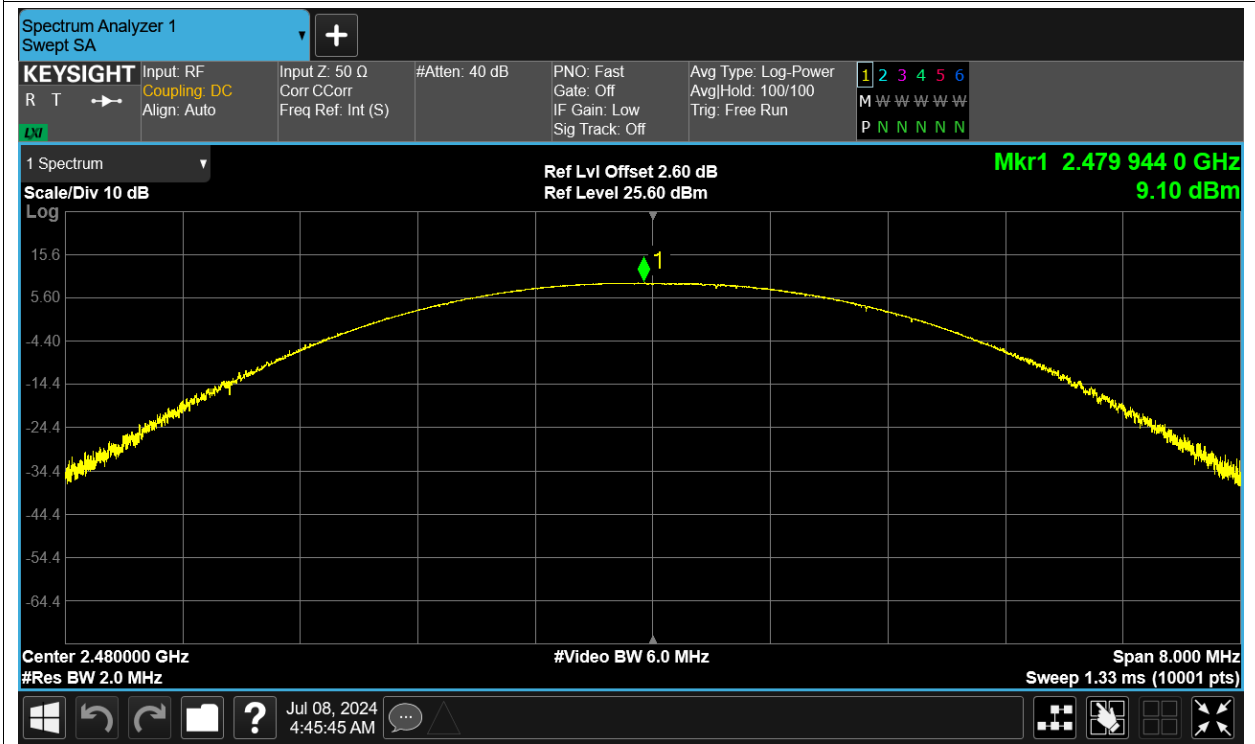 Spectrum Analyzer 1
Swept SA
+
KEYSIGHT Input: RF Input Z: 50 Ω #Atten: 40 dB PNO: Fast Avg Type: Log-Power 1 2 3 4 5 6
R T Coupling: DC Corr CCorr Gate: Off Avg|Hold: 100/100 M W W W W W
Align: Auto Freq Ref: Int (S) IF Gain: Low Trig: Free Run
LXI Sig Track: Off P N N N N N
1 Spectrum Ref Lvl Offset 2.60 dB Mkr1 2.479 944 0 GHz
Scale/Div 10 dB Ref Level 25.60 dBm 9.10 dBm
Log
15.6
1
5.60
-4.40
-14.4
-24.4
-34.4
-44.4
-54.4
-64.4
Center 2.480000 GHz #Video BW 6.0 MHz Span 8.000 MHz
#Res BW 2.0 MHz Sweep 1.33 ms (10001 pts)
? Jul 08, 2024
4:45:45 AM